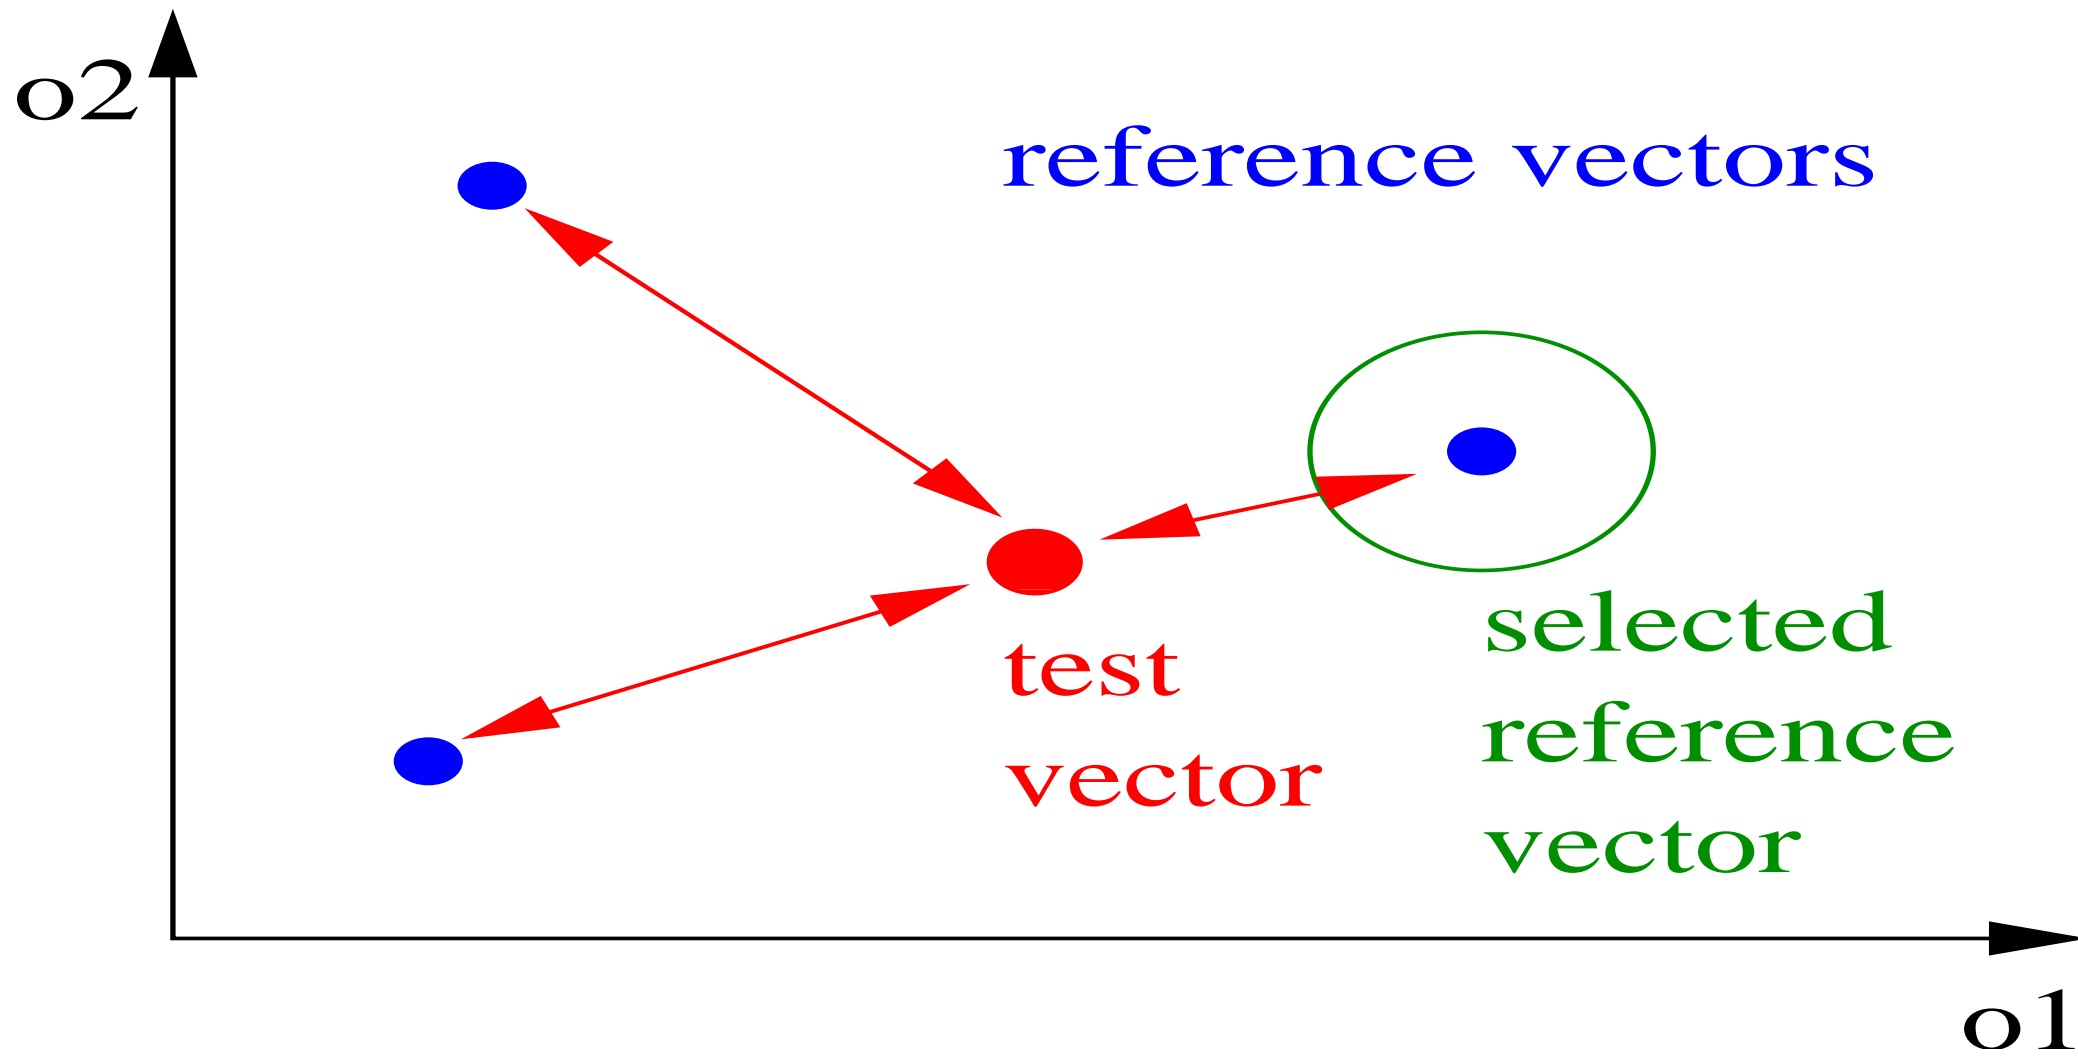 o2
reference vectors
test
vector
selected
reference
vector
o1